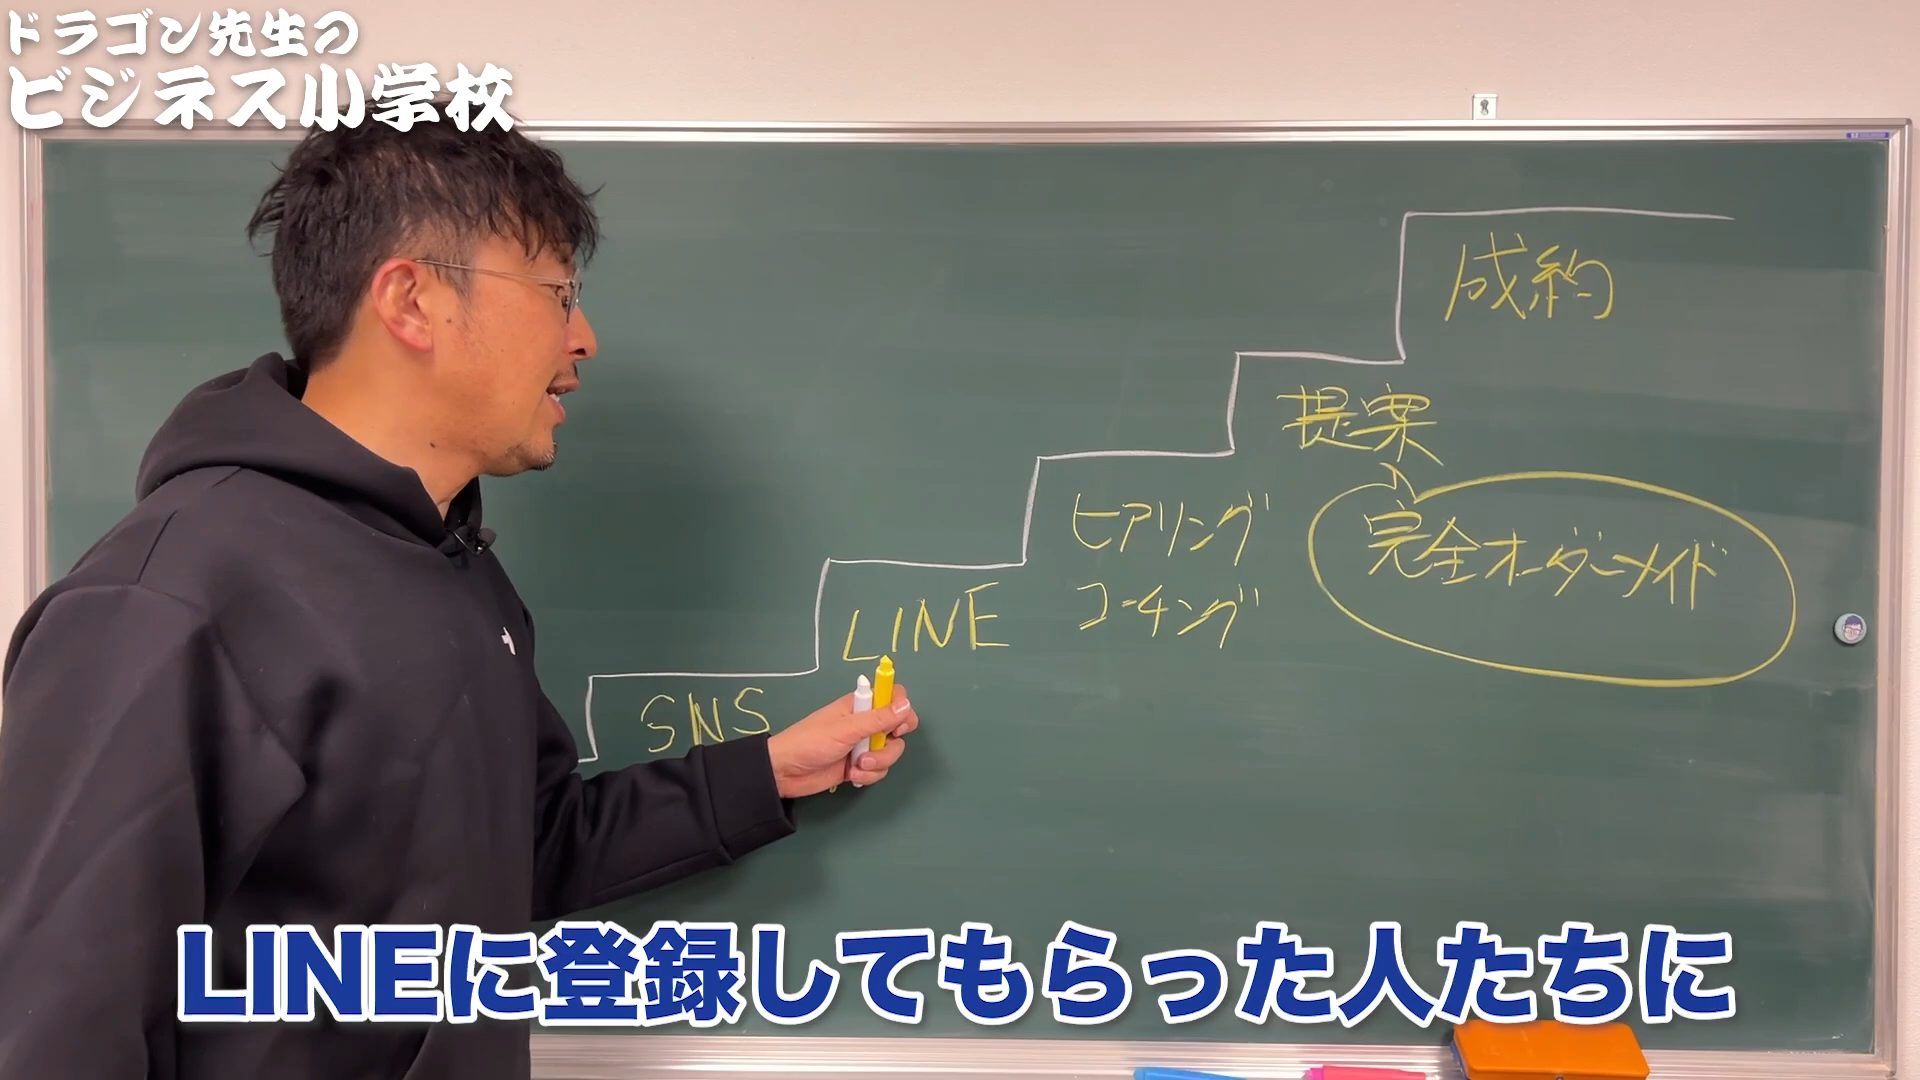 ドラゴン先生の
ビジネス小学校
成約
提案
完全オーダーメイド
ヒアリング
コーチング
LINE
SNS
LINEに登録してもらった人たちに